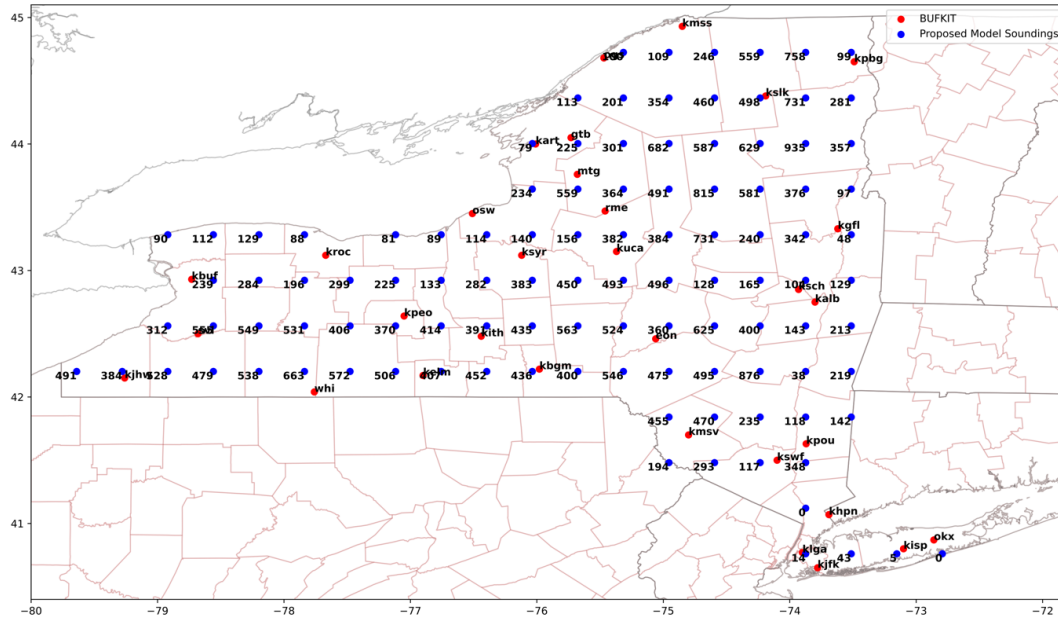 45
44
43
42
41
−80
−79
−78
−77
−76
−75
−74
−73
−72
BUFKIT
Proposed Model Soundings
kmss
109 246 559 758 99 kpbg
113 201 354 460 498 kslk 731 281
79 kart gtb 225 301 682 587 629 935 357
mtg
234 559 364 491 815 581 376 97
osw rme
90 112 129 88 81 89 114 140 156 382 384 731 240 342 48 kgfl
kroc ksyr kuca
kbuf 239 284 196 299 225 133 282 383 450 493 496 128 165 ksch 129
kalb
kpeo
312 549 531 406 370 414 391 435 563 524 360 625 400 143 213
kith eon
491 384 kjhw 528 479 538 663 572 506 452 436 kbgm 400 546 475 495 876 38 219
whi
455 470 235 118 142
kmsv kpou
194 293 117 kswf 348
0 khpn
klga 14 43 5 kisp okx 0
kjfk